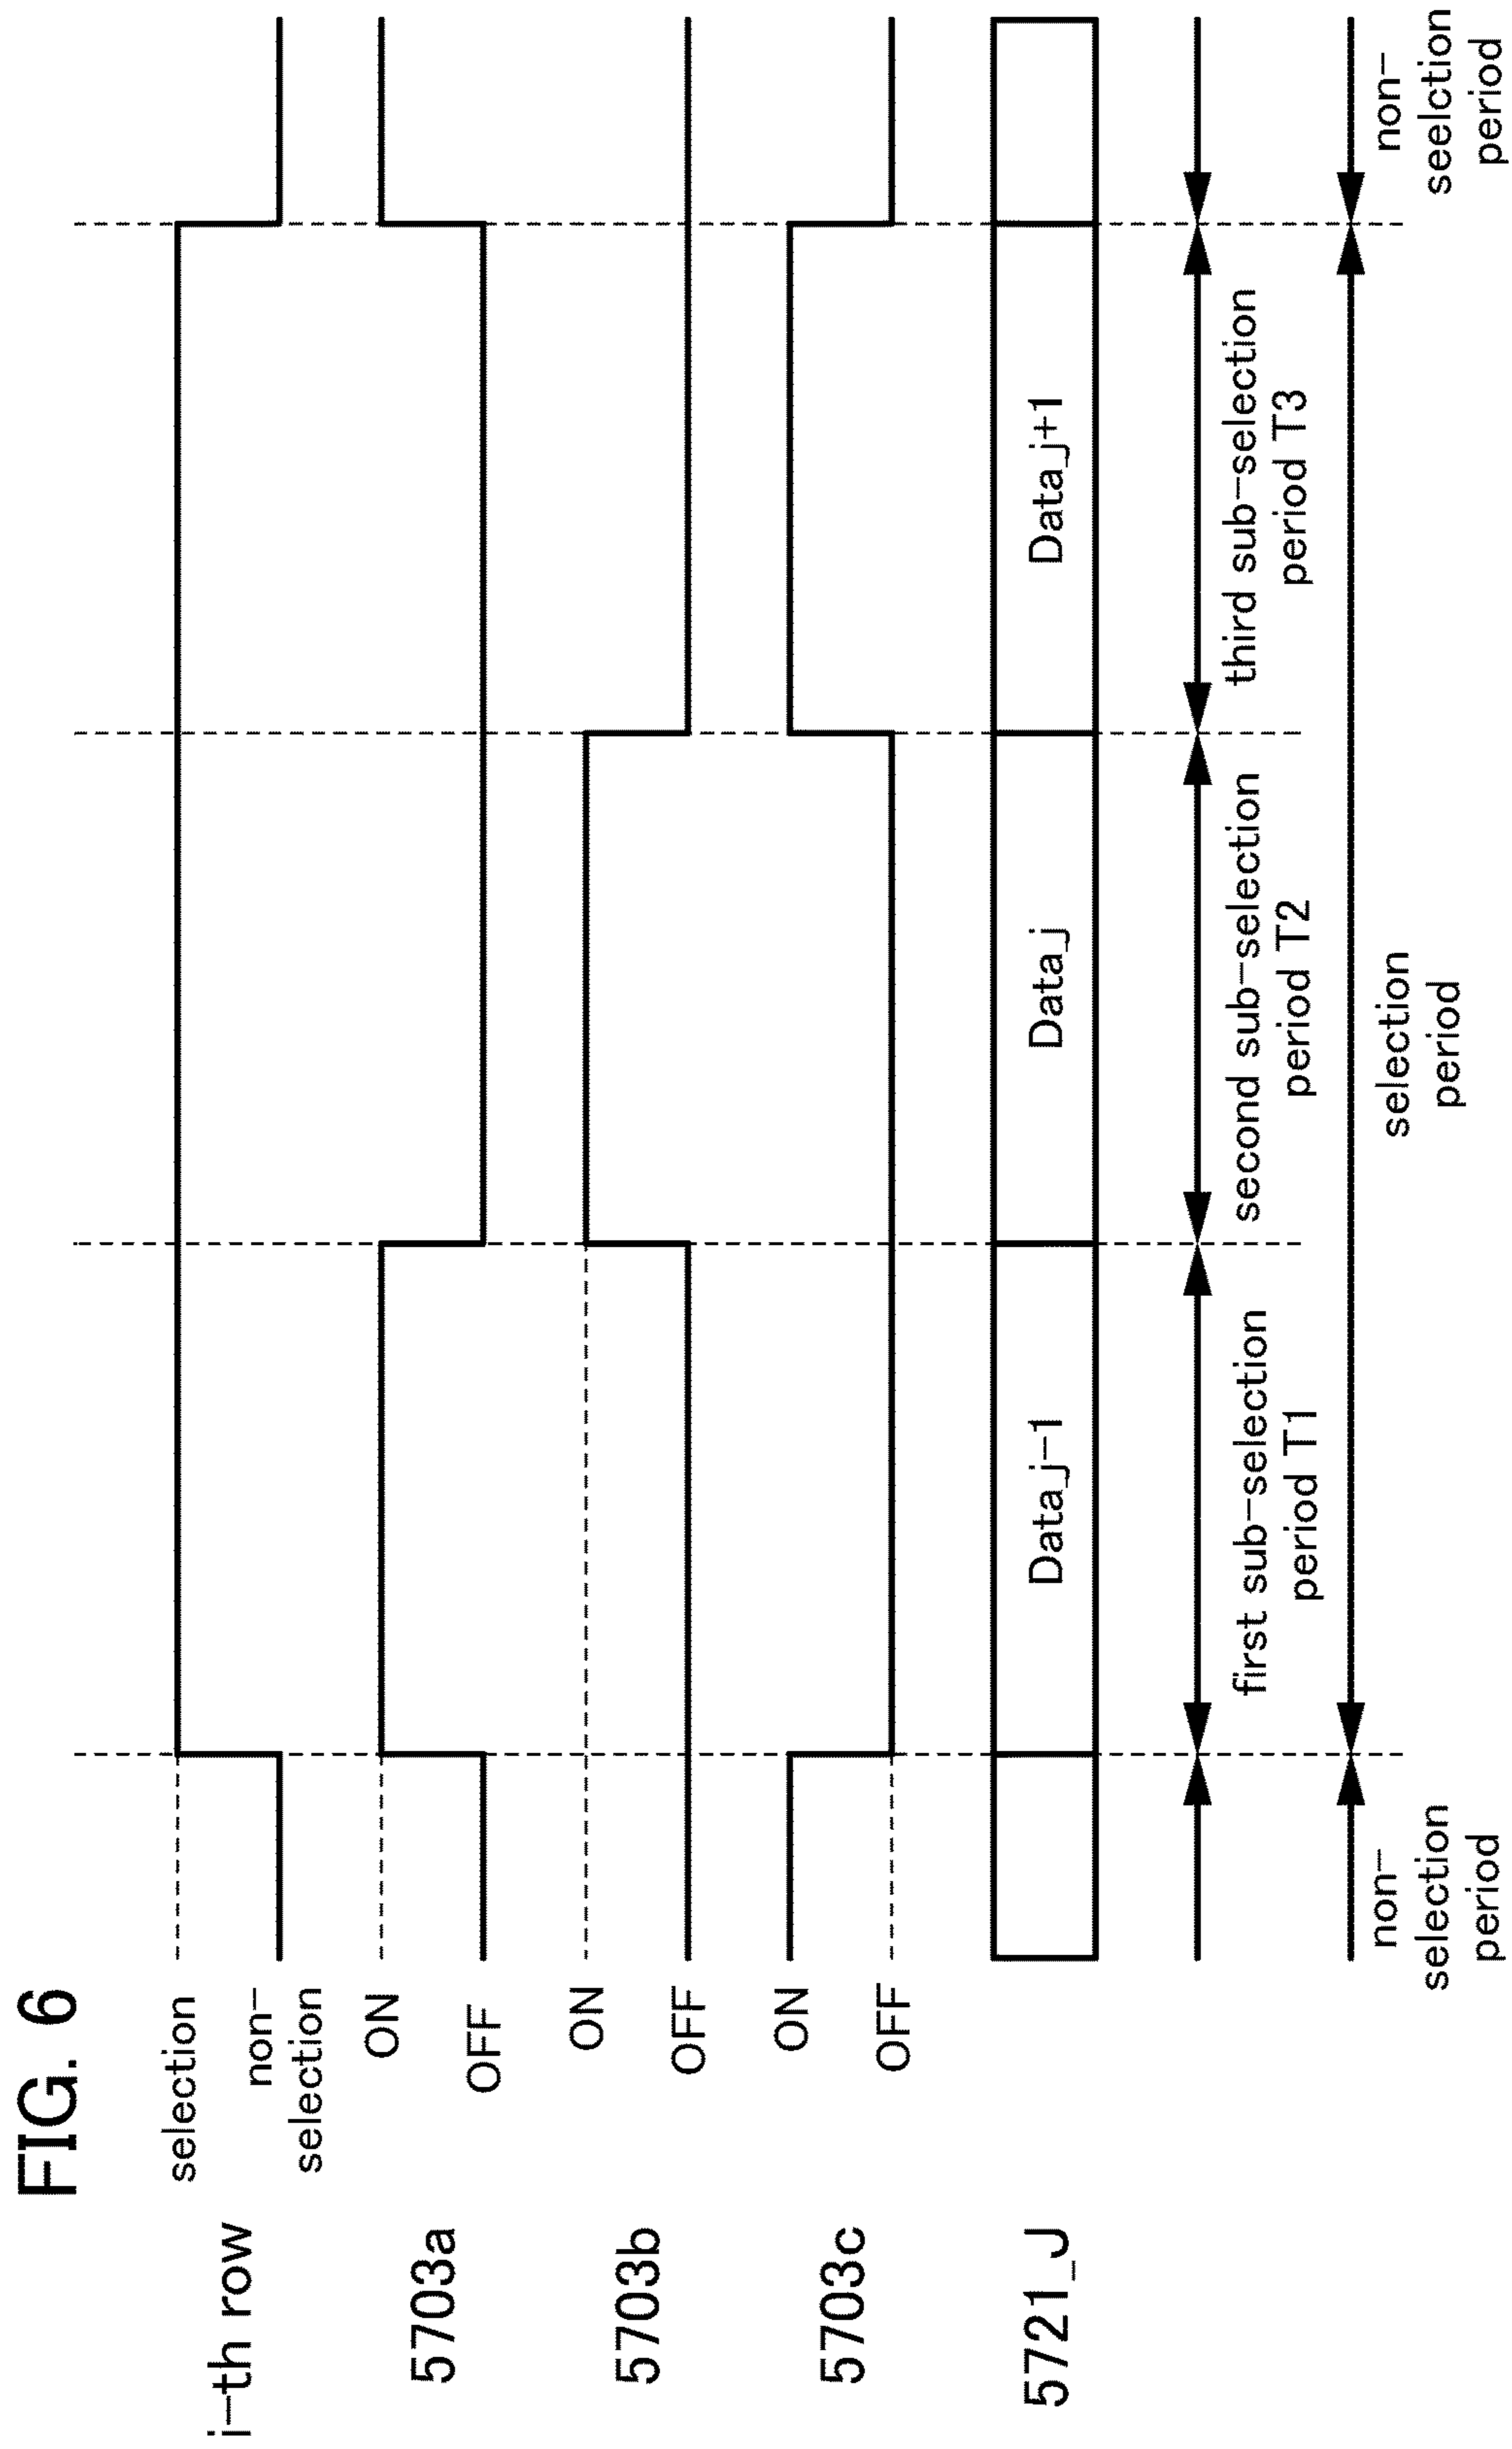 FIG. 6
i-th row
selection
non-
selection
5703a
ON
OFF
5703b
ON
OFF
5703c
ON
OFF
5721_J
Data_j-1
Data_j
Data_j+1
first sub-selection
period T1
second sub-selection
period T2
third sub-selection
period T3
non-
selection
period
selection
period
non-
seelction
period